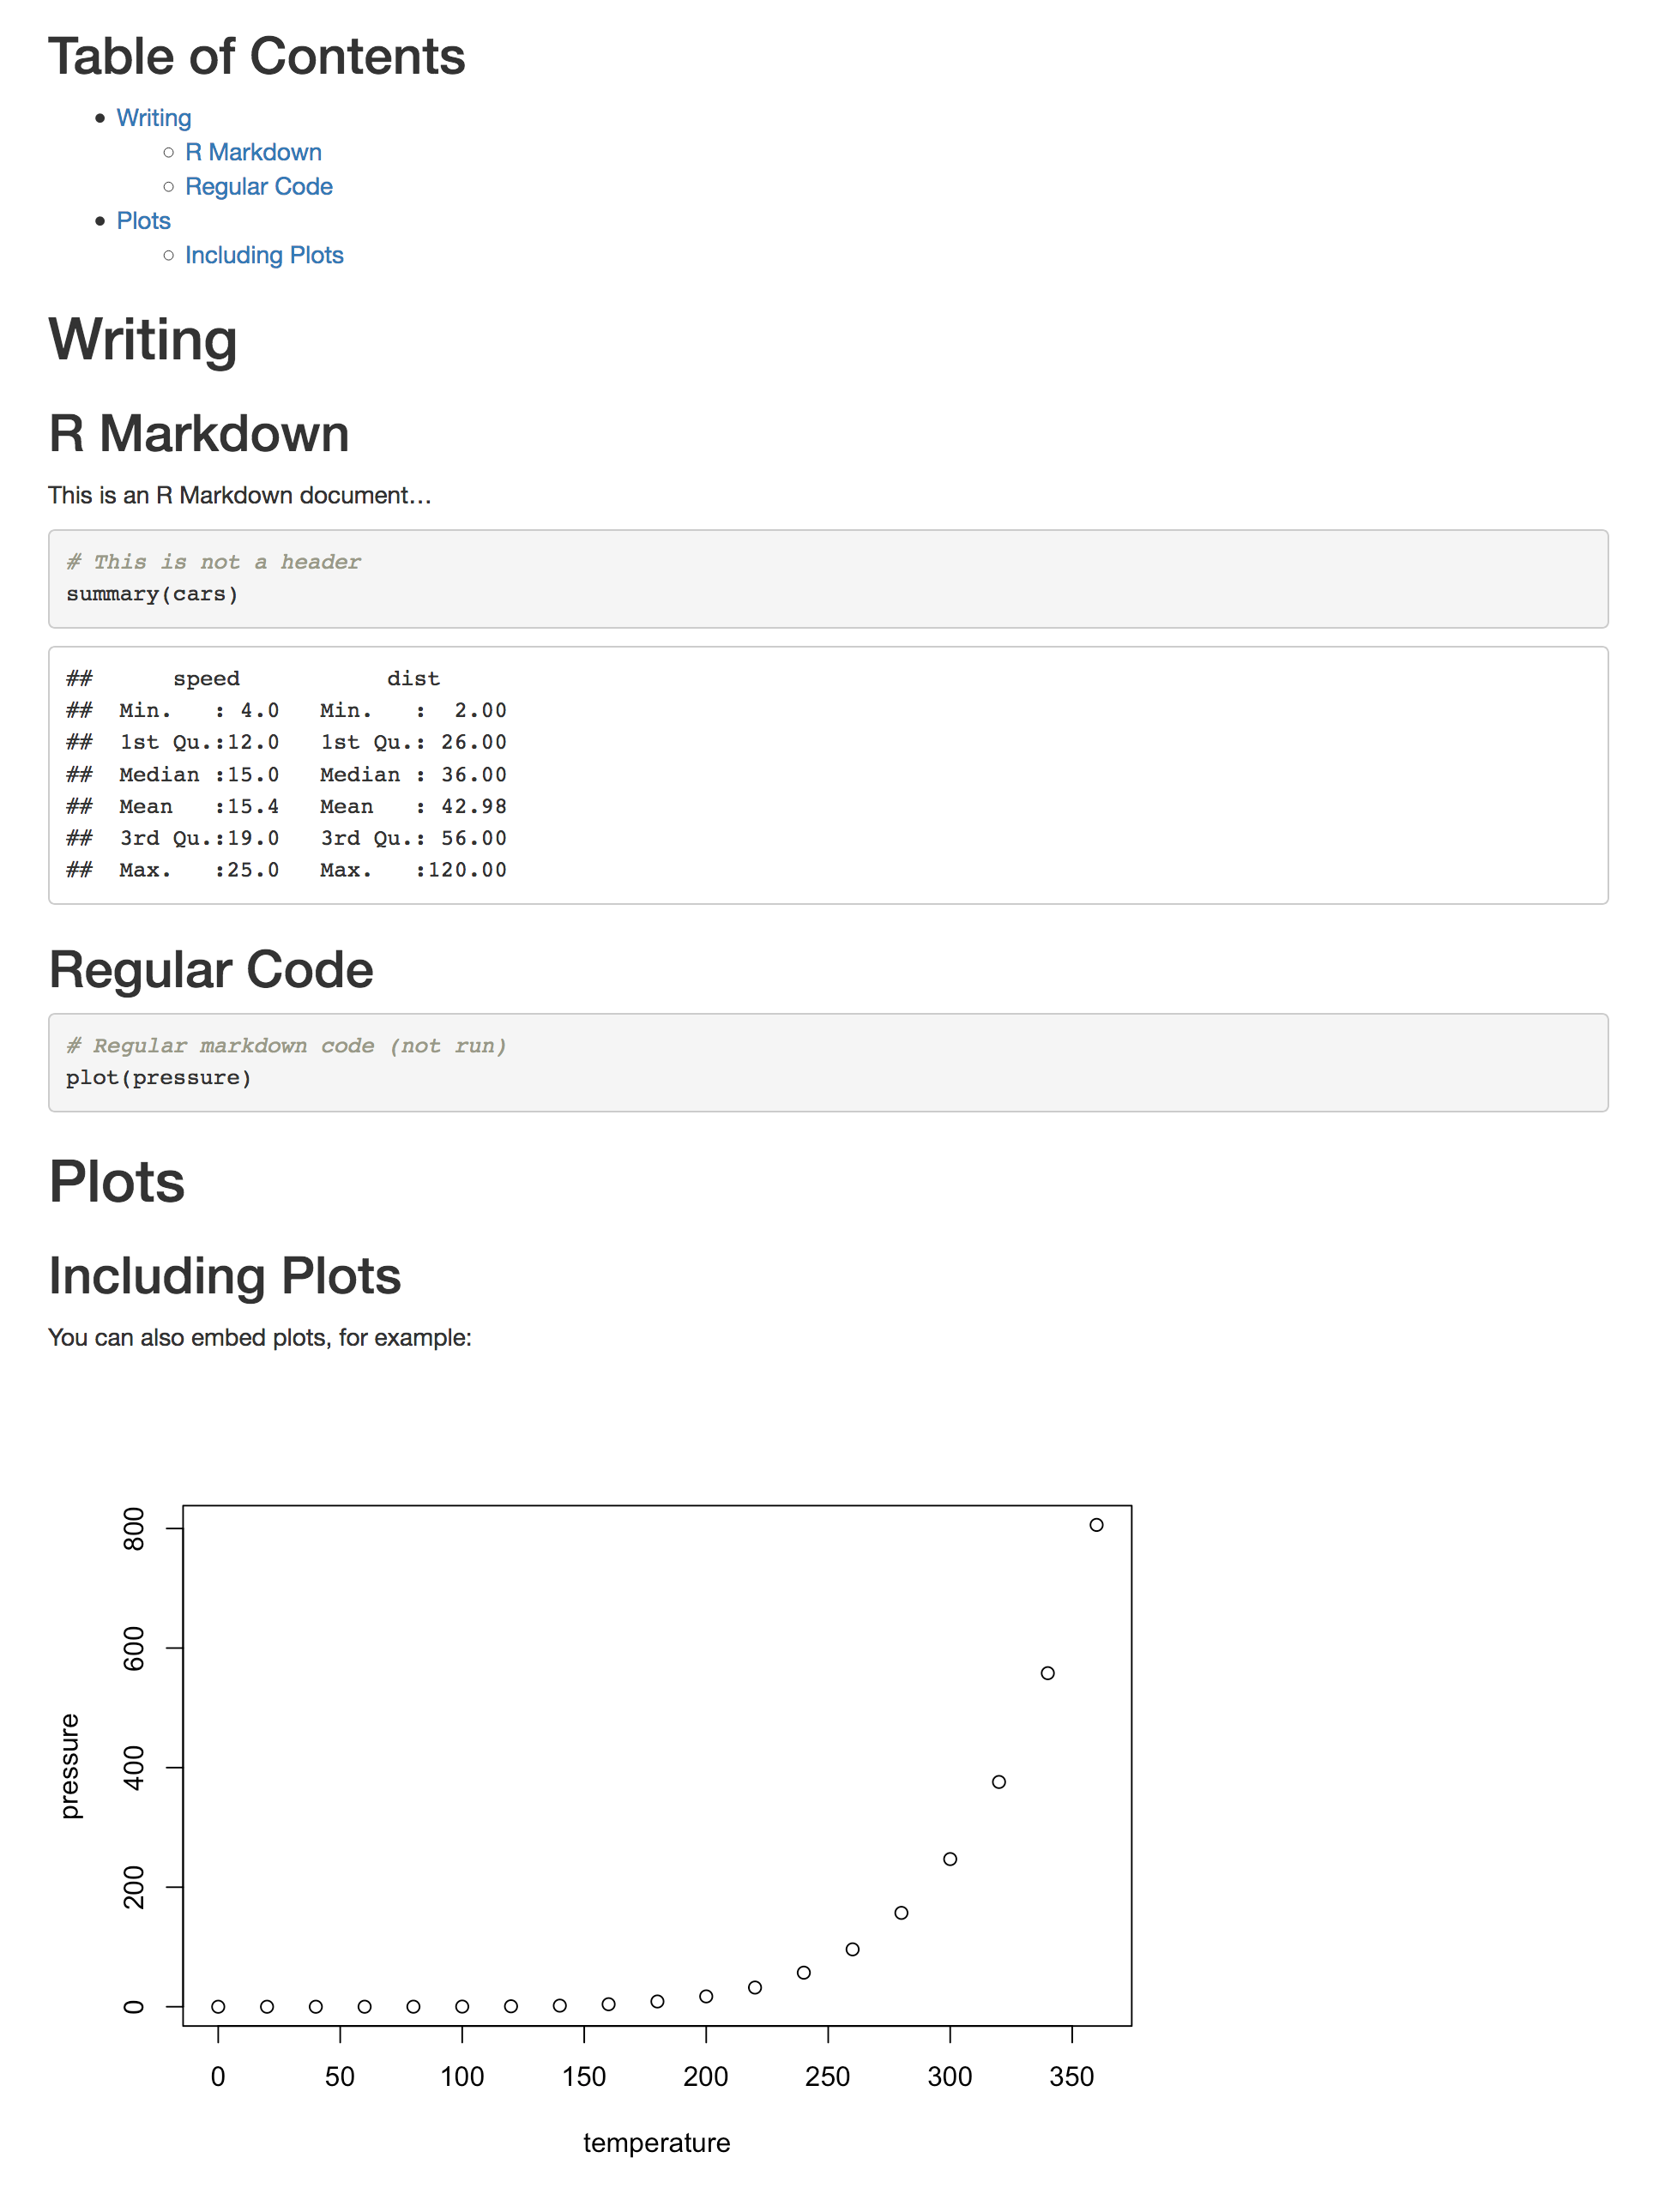 Table of Contents
Writing
R Markdown
Regular Code
Plots
Including Plots
Writing
R Markdown
This is an R Markdown document…
# This is not a header
summary(cars)
##      speed           dist
##  Min.   : 4.0   Min.   :  2.00
##  1st Qu.:12.0   1st Qu.: 26.00
##  Median :15.0   Median : 36.00
##  Mean   :15.4   Mean   : 42.98
##  3rd Qu.:19.0   3rd Qu.: 56.00
##  Max.   :25.0   Max.   :120.00
Regular Code
# Regular markdown code (not run)
plot(pressure)
Plots
Including Plots
You can also embed plots, for example:
800
600
400
200
0
pressure
0 50 100 150 200 250 300 350
temperature